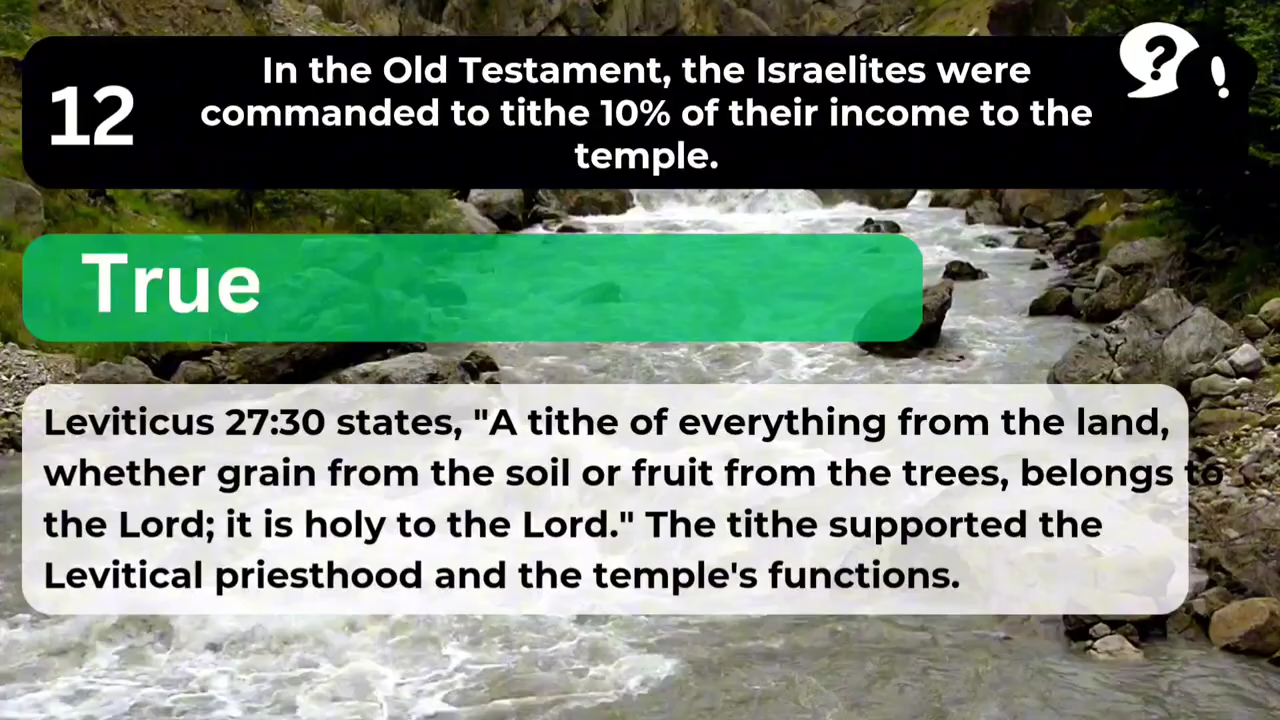 12
In the Old Testament, the Israelites were
commanded to tithe 10% of their income to the
temple.
? !
True
Leviticus 27:30 states, "A tithe of everything from the land,
whether grain from the soil or fruit from the trees, belongs to
the Lord; it is holy to the Lord." The tithe supported the
Levitical priesthood and the temple's functions.